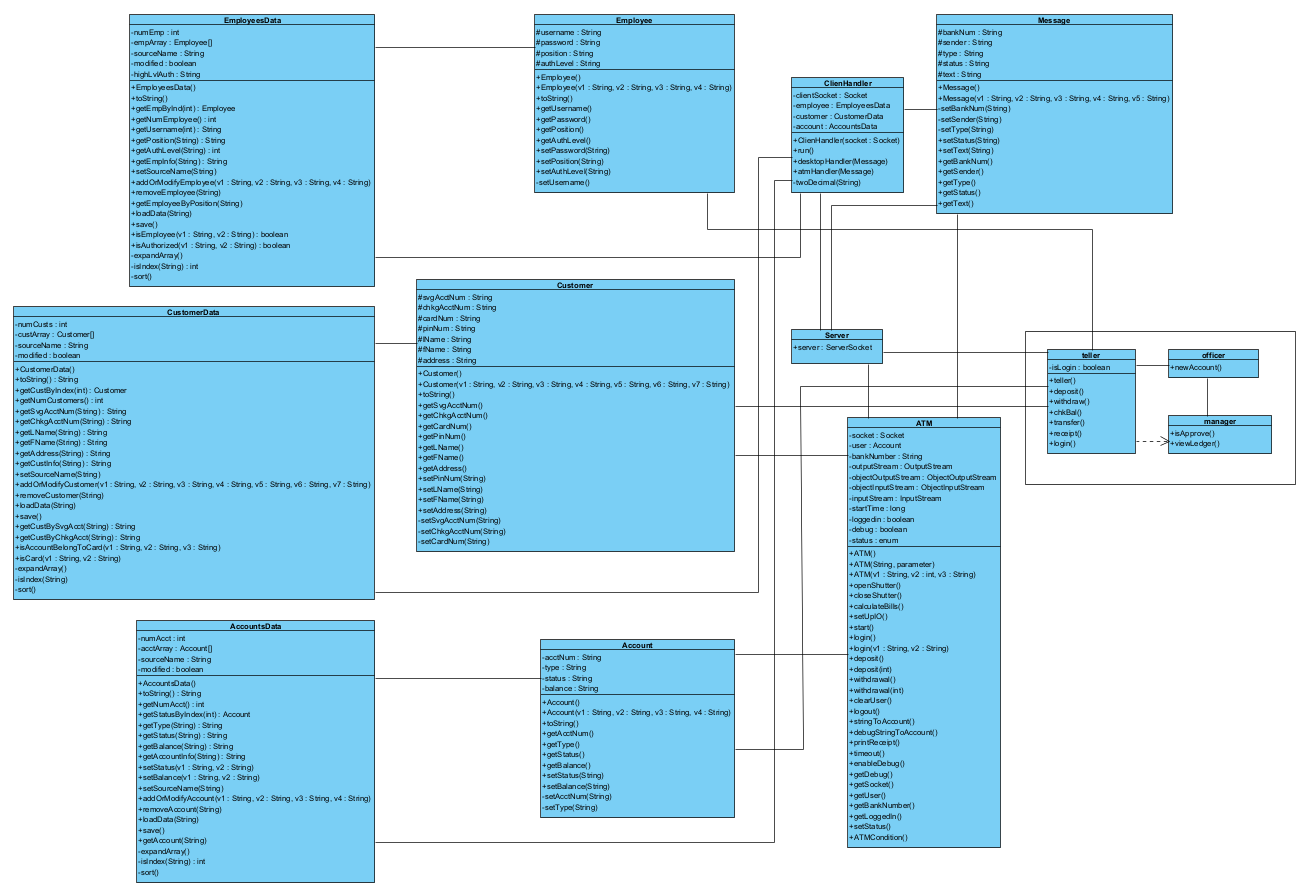 EmployeesData
-numEmp : int
-empArray : Employee[]
-sourceName : String
-modified : boolean
-highLvlAuth : String
+EmployeesData()
+toString()
+getEmpByInd(int) : Employee
+getNumEmployee() : int
+getUsername(int) : String
+getPosition(String) : String
+getAuthLevel(String) : int
+getEmpInfo(String) : String
+setSourceName(String)
+addOrModifyEmployee(v1 : String, v2 : String, v3 : String, v4 : String)
+removeEmployee(String)
+getEmployeeByPosition(String)
+loadData(String)
+save()
+isEmployee(v1 : String, v2 : String) : boolean
+isAuthorized(v1 : String, v2 : String) : boolean
-expandArray()
-isIndex(String) : int
-sort()
Employee
#username : String
#password : String
#position : String
#authLevel : String
+Employee()
+Employee(v1 : String, v2 : String, v3 : String, v4 : String)
+toString()
+getUsername()
+getPassword()
+getPosition()
+getAuthLevel()
+setPassword(String)
+setPosition(String)
+setAuthLevel(String)
-setUsername()
ClienHandler
-clientSocket : Socket
-employee : EmployeesData
-customer : CustomerData
-account : AccountsData
+ClienHandler(socket : Socket)
+run()
+desktopHandler(Message)
+atmHandler(Message)
-twoDecimal(String)
Message
#bankNum : String
#sender : String
#type : String
#status : String
#text : String
+Message()
+Message(v1 : String, v2 : String, v3 : String, v4 : String, v5 : String)
-setBankNum(String)
-setSender(String)
-setType(String)
+setStatus(String)
+setText(String)
+getBankNum()
+getSender()
+getType()
+getStatus()
+getText()
CustomerData
-numCusts : int
-custArray : Customer[]
-sourceName : String
-modified : boolean
+CustomerData()
+toString() : String
+getCustByIndex(int) : Customer
+getNumCustomers() : int
+getSvgAcctNum(String) : String
+getChkgAcctNum(String) : String
+getLName(String) : String
+getFName(String) : String
+getAddress(String) : String
+getCustInfo(String) : String
+setSourceName(String)
+addOrModifyCustomer(v1 : String, v2 : String, v3 : String, v4 : String, v5 : String, v6 : String, v7 : String)
+removeCustomer(String)
+loadData(String)
+save()
+getCustBySvgAcct(String) : String
+getCustByChkgAcct(String) : String
+isAccountBelongToCard(v1 : String, v2 : String, v3 : String)
+isCard(v1 : String, v2 : String)
-expandArray()
-isIndex(String)
-sort()
Customer
#svgAcctNum : String
#chkgAcctNum : String
#cardNum : String
#pinNum : String
#lName : String
#fName : String
#address : String
+Customer()
+Customer(v1 : String, v2 : String, v3 : String, v4 : String, v5 : String, v6 : String, v7 : String)
+toString()
+getSvgAcctNum()
+getChkgAcctNum()
+getCardNum()
+getPinNum()
+getLName()
+getFName()
+getAddress()
+setPinNum(String)
+setLName(String)
+setFName(String)
+setAddress(String)
-setSvgAcctNum(String)
-setChkgAcctNum(String)
-setCardNum(String)
Server
+server : ServerSocket
teller
-isLogin : boolean
+teller()
+deposit()
+withdraw()
+chkBal()
+transfer()
+receipt()
+login()
officer
+newAccount()
manager
+isApprove()
+viewLedger()
ATM
-socket : Socket
-user : Account
-bankNumber : String
-outputStream : OutputStream
-objectOutputStream : ObjectOutputStream
-objectInputStream : ObjectInputStream
-inputStream : InputStream
-startTime : long
-loggedin : boolean
-debug : boolean
-status : enum
+ATM()
+ATM(String, parameter)
+ATM(v1 : String, v2 : int, v3 : String)
+openShutter()
+closeShutter()
+calculateBills()
+setUpIO()
+start()
+login()
+login(v1 : String, v2 : String)
+deposit()
+deposit(int)
+withdrawal()
+withdrawal(int)
+clearUser()
+logout()
+stringToAccount()
+debugStringToAccount()
+printReceipt()
+timeout()
+enableDebug()
+getDebug()
+getSocket()
+getUser()
+getBankNumber()
+getLoggedIn()
+setStatus()
+ATMCondition()
AccountsData
-numAcct : int
-acctArray : Account[]
-sourceName : String
-modified : boolean
+AccountsData()
+toString() : String
+getNumAcct() : int
+getStatusByIndex(int) : Account
+getType(String) : String
+getStatus(String) : String
+getBalance(String) : String
+getAccountInfo(String) : String
+setStatus(v1 : String, v2 : String)
+setBalance(v1 : String, v2 : String)
+setSourceName(String)
+addOrModifyAccount(v1 : String, v2 : String, v3 : String, v4 : String)
+removeAccount(String)
+loadData(String)
+save()
+getAccount(String)
-expandArray()
-isIndex(String) : int
-sort()
Account
-acctNum : String
-type : String
-status : String
-balance : String
+Account()
+Account(v1 : String, v2 : String, v3 : String, v4 : String)
+toString()
+getAcctNum()
+getType()
+getStatus()
+getBalance()
+setStatus(String)
+setBalance(String)
-setAcctNum(String)
-setType(String)